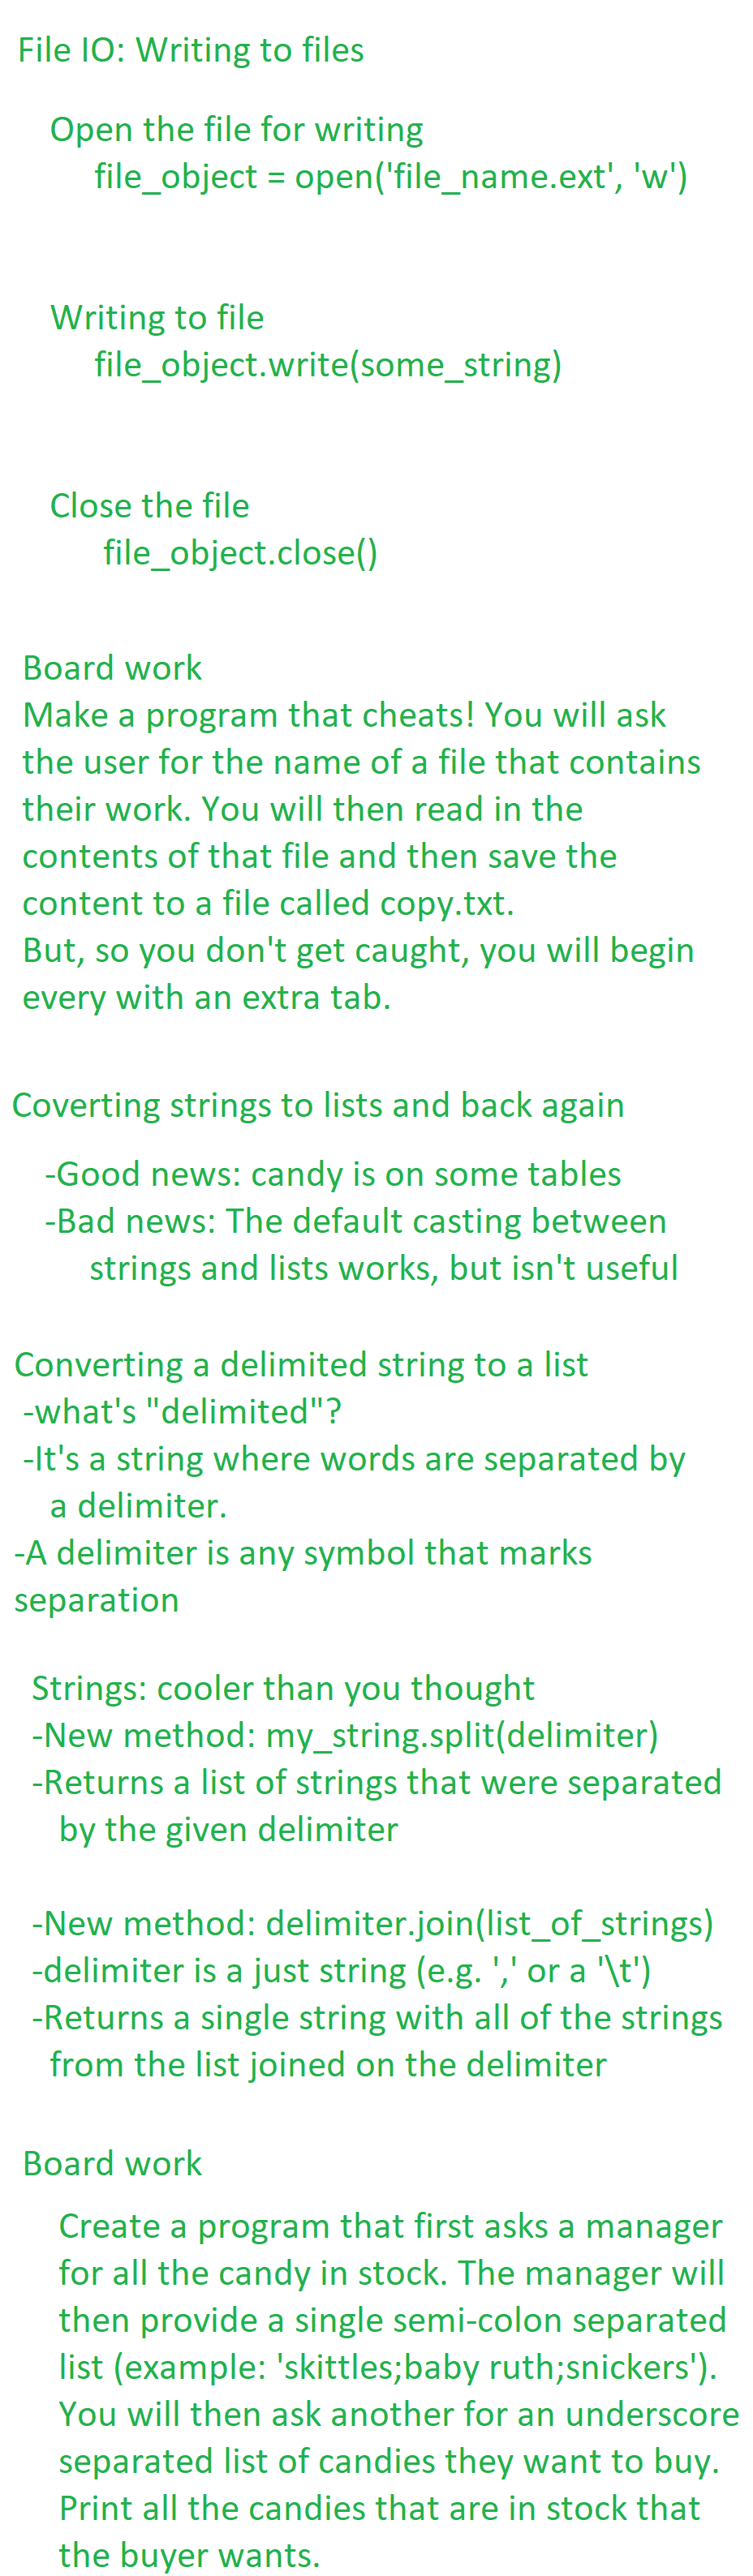 File IO: Writing to files
Open the file for writing
file_object = open('file_name.ext', 'w')
Writing to file
file_object.write(some_string)
Close the file
file_object.close()
Board work
Make a program that cheats! You will ask
the user for the name of a file that contains
their work. You will then read in the
contents of that file and then save the
content to a file called copy.txt.
But, so you don't get caught, you will begin
every with an extra tab.
Coverting strings to lists and back again
-Good news: candy is on some tables
-Bad news: The default casting between
strings and lists works, but isn't useful
Converting a delimited string to a list
-what's "delimited"?
-It's a string where words are separated by
a delimiter.
-A delimiter is any symbol that marks
separation
Strings: cooler than you thought
-New method: my_string.split(delimiter)
-Returns a list of strings that were separated
by the given delimiter
-New method: delimiter.join(list_of_strings)
-delimiter is a just string (e.g. ',' or a '\t')
-Returns a single string with all of the strings
from the list joined on the delimiter
Board work
Create a program that first asks a manager
for all the candy in stock. The manager will
then provide a single semi-colon separated
list (example: 'skittles;baby ruth;snickers').
You will then ask another for an underscore
separated list of candies they want to buy.
Print all the candies that are in stock that
the buyer wants.